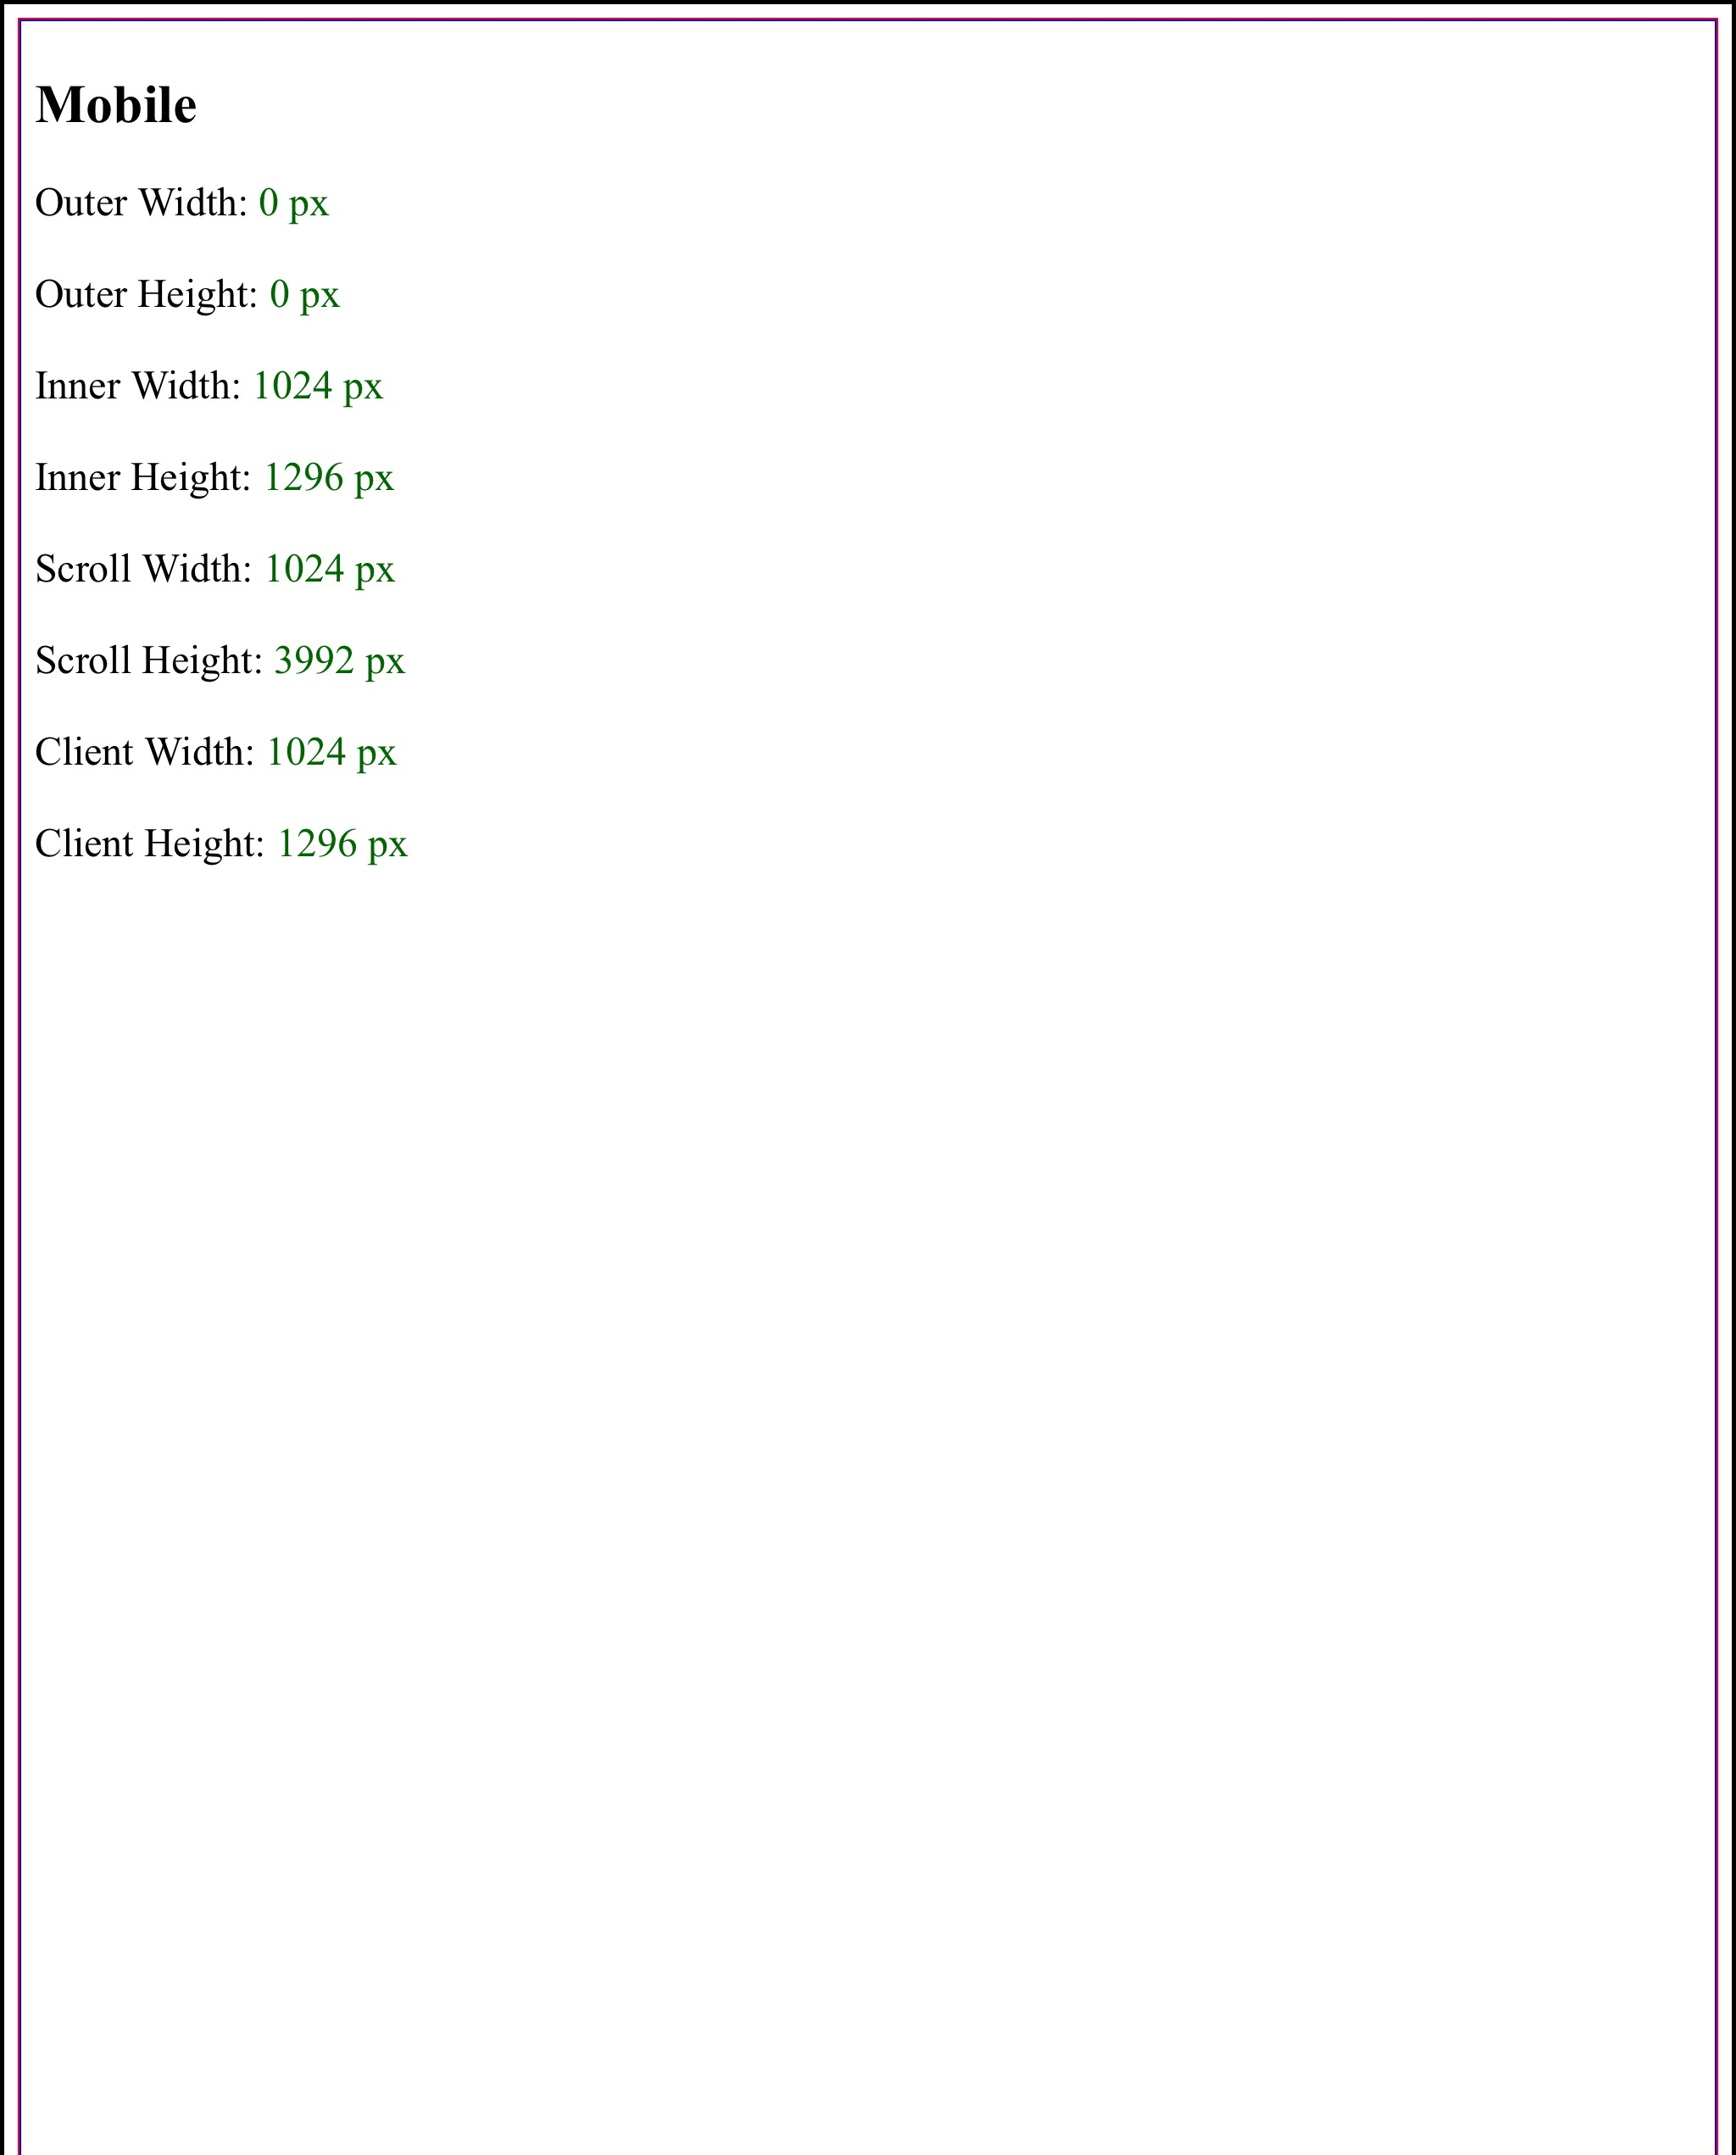 Mobile
Outer Width: 0 px
Outer Height: 0 px
Inner Width: 1024 px
Inner Height: 1296 px
Scroll Width: 1024 px
Scroll Height: 3992 px
Client Width: 1024 px
Client Height: 1296 px